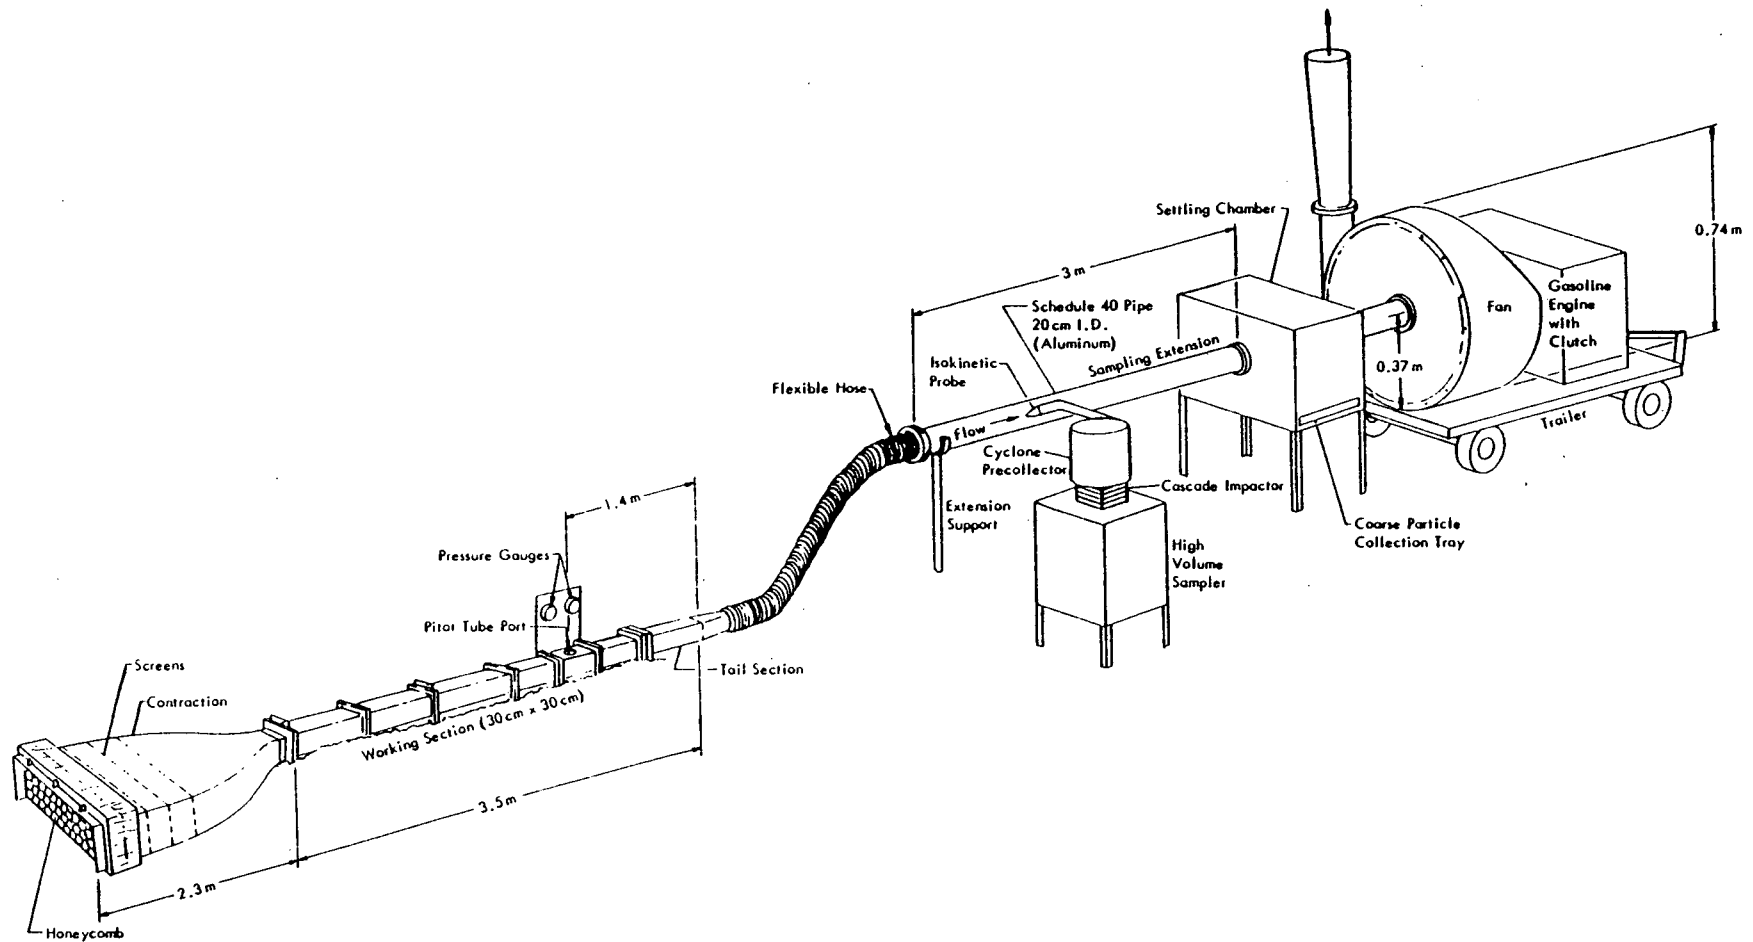 0.74 m
Settling Chamber
3 m
Schedule 40 Pipe
20 cm I.D.
(Aluminum)
Gasoline
Engine
with
Clutch
Fan
Sampling Extension
Isokinetic
Probe
0.37 m
Flexible Hose
Flow
Trailer
Cyclone
Precollector
Cascade Impactor
1.4 m
Extension
Support
Coarse Particle
Collection Tray
Pressure Gauges
High
Volume
Sampler
Pitot Tube Port
Screens
Tail Section
Contraction
Working Section (30 cm x 30 cm)
3.5 m
2.3 m
Honeycomb